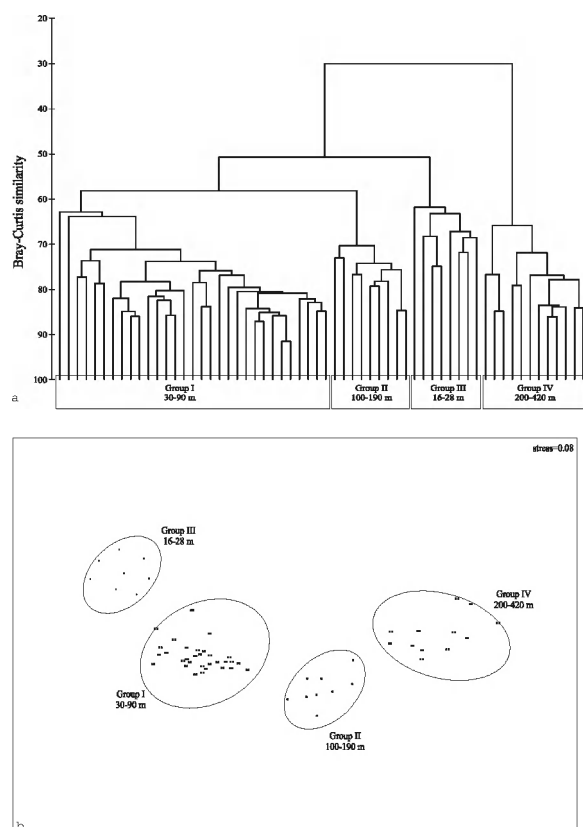 20
30
40
50
60
70
80
90
100
Bray-Curtis similarity
Group I
30-90 m
Group II
100-190 m
Group III
16-28 m
Group IV
200-420 m
a
stress=0.08
Group III
16-28 m
Group IV
200-420 m
Group I
30-90 m
Group II
100-190 m
b